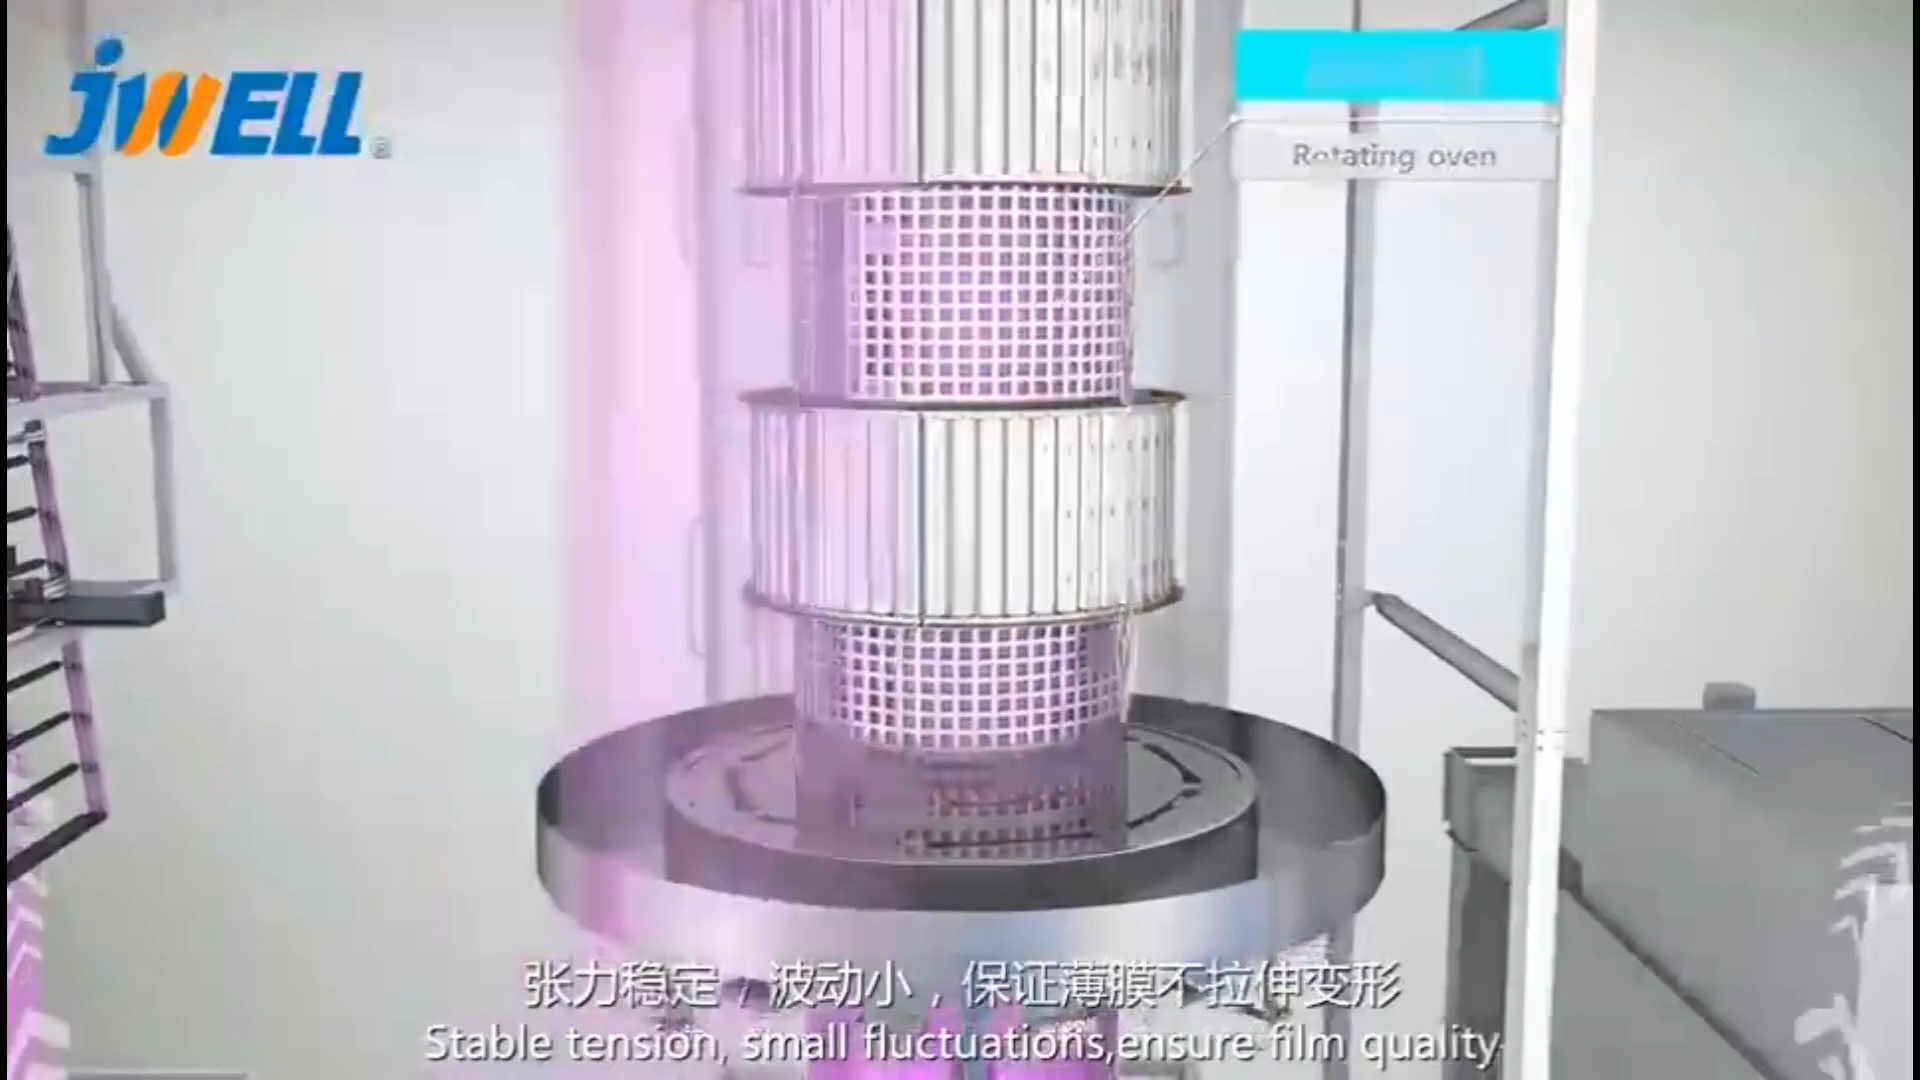 JWELL
®
Rotating oven
张力稳定，波动小，保证薄膜不拉伸变形
Stable tension, small fluctuations,ensure film quality